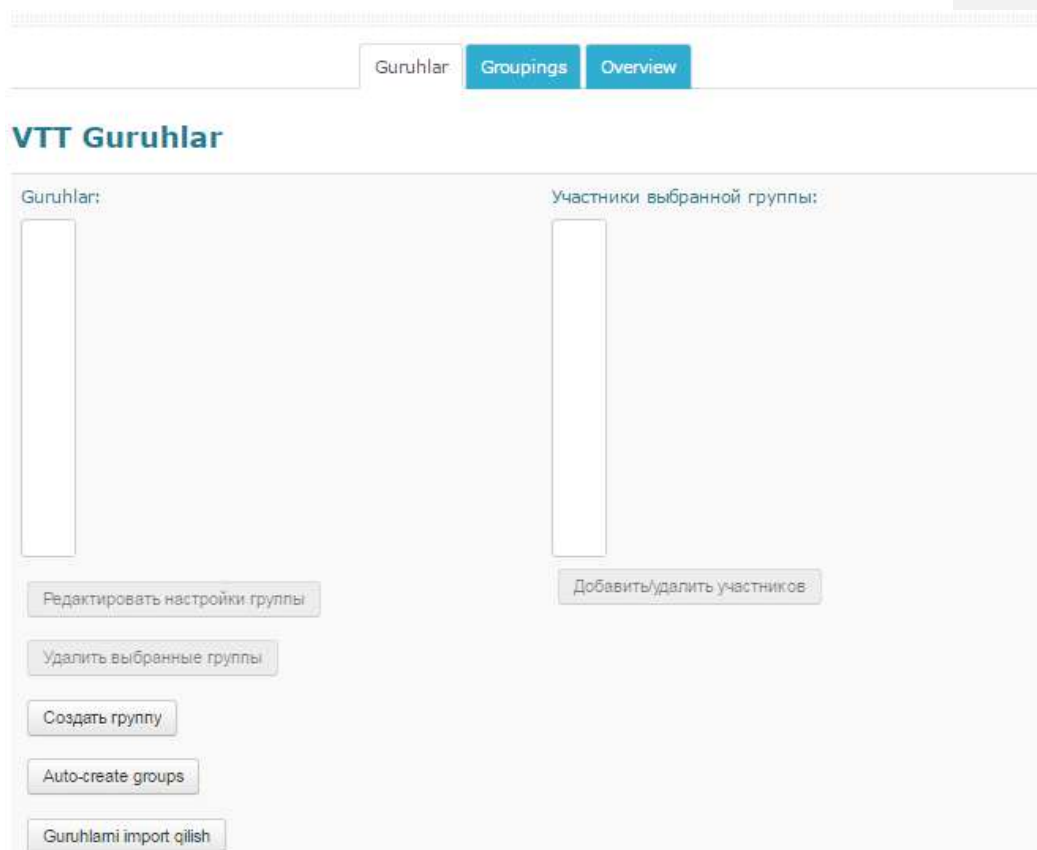 Guruhlar Groupings Overview
VTT Guruhlar
Guruhlar:
Участники выбранной группы:
Редактировать настройки группы
Добавить/удалить участников
Удалить выбранные группы
Создать группу
Auto-create groups
Guruhlarni import qilish